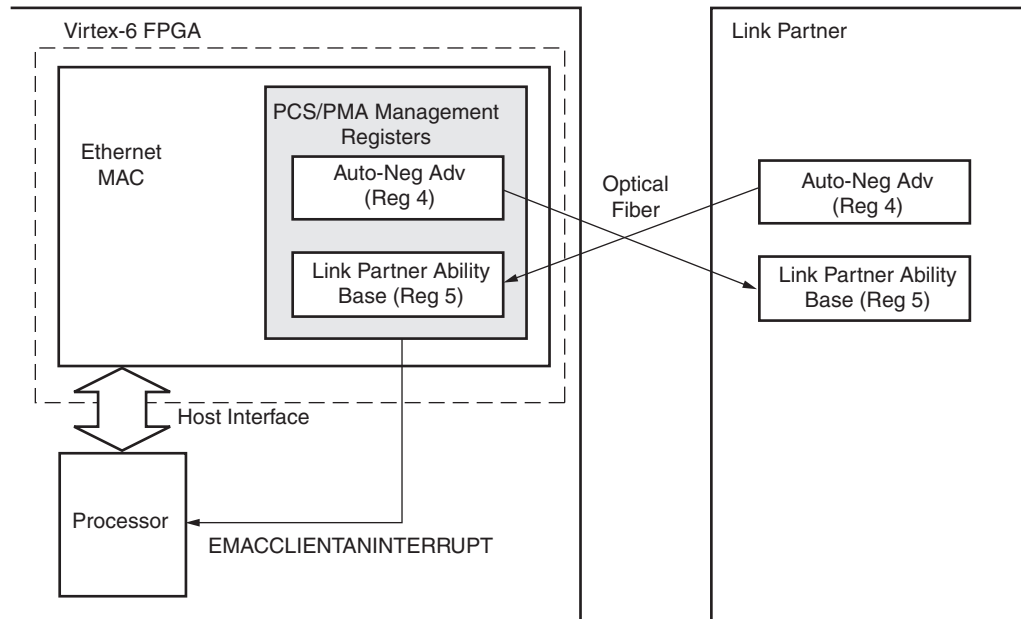 Virtex-6 FPGA
Link Partner
PCS/PMA Management
Registers
Ethernet
MAC
Auto-Neg Adv
(Reg 4)
Optical
Fiber
Auto-Neg Adv
(Reg 4)
Link Partner Ability
Base (Reg 5)
Link Partner Ability
Base (Reg 5)
Host Interface
Processor
EMACCLIENTANINTERRUPT